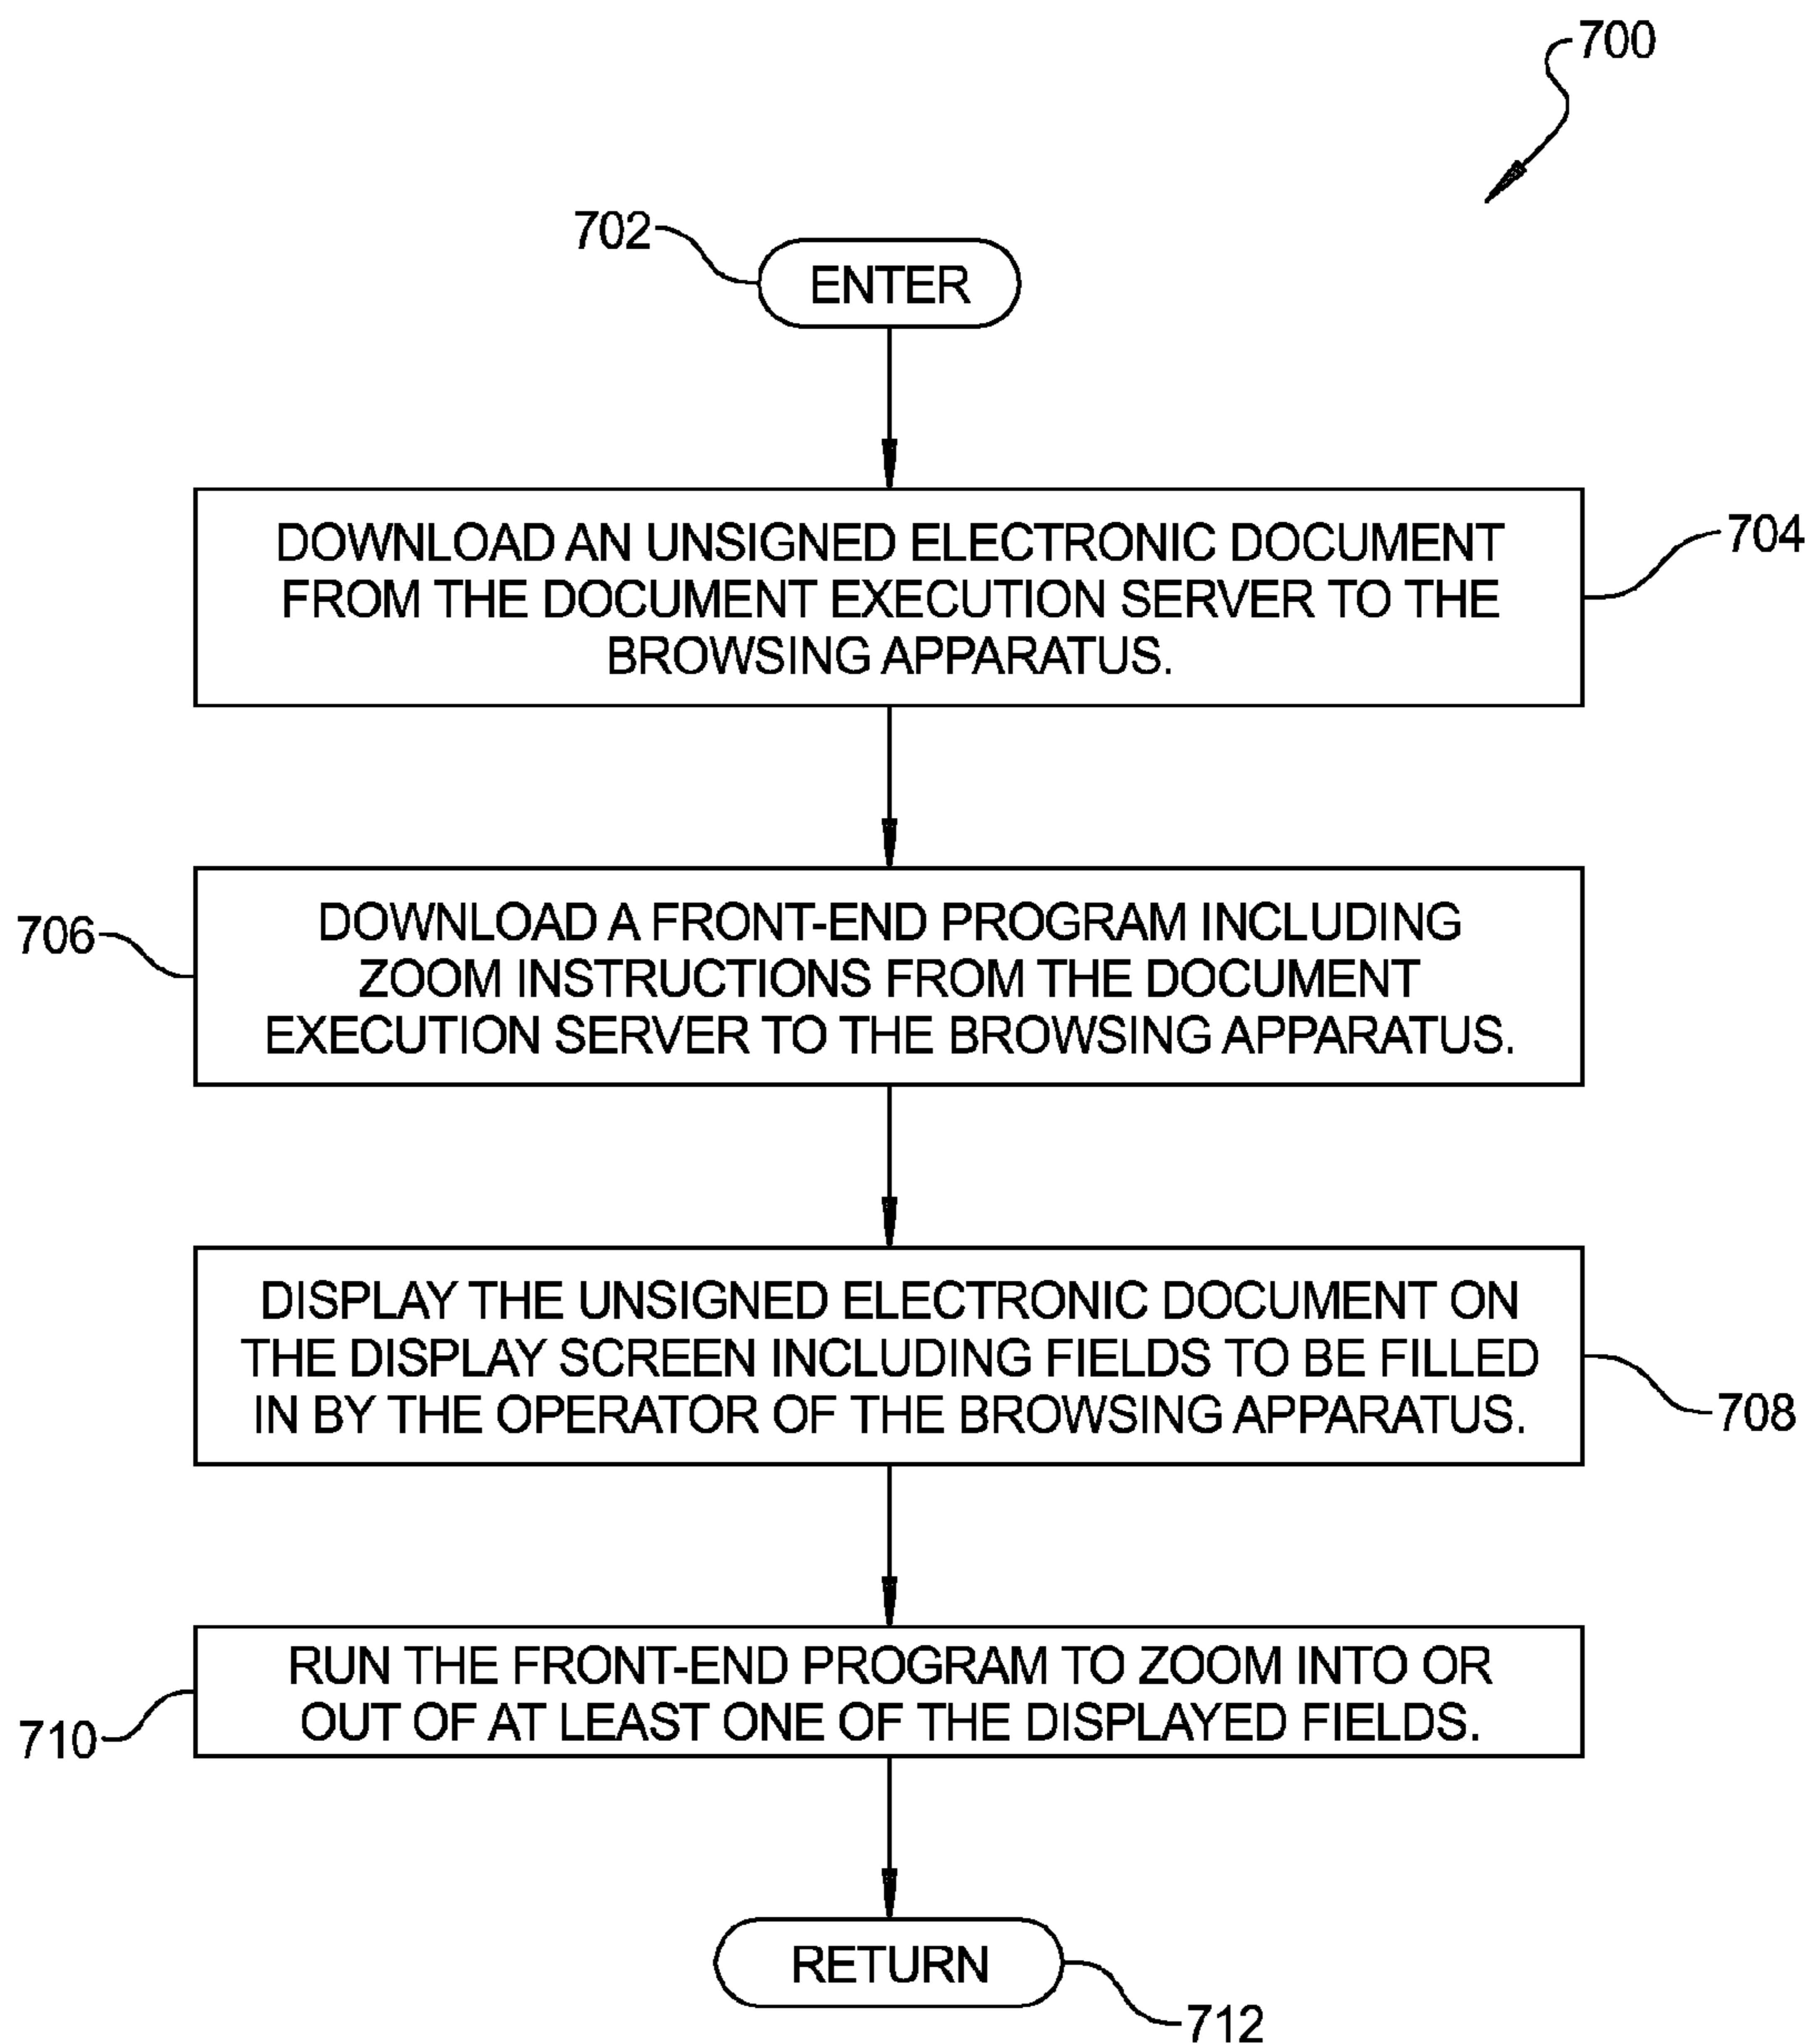 700
702
ENTER
DOWNLOAD AN UNSIGNED ELECTRONIC DOCUMENT
FROM THE DOCUMENT EXECUTION SERVER TO THE
BROWSING APPARATUS.
704
706
DOWNLOAD A FRONT-END PROGRAM INCLUDING
ZOOM INSTRUCTIONS FROM THE DOCUMENT
EXECUTION SERVER TO THE BROWSING APPARATUS.
DISPLAY THE UNSIGNED ELECTRONIC DOCUMENT ON
THE DISPLAY SCREEN INCLUDING FIELDS TO BE FILLED
IN BY THE OPERATOR OF THE BROWSING APPARATUS.
708
RUN THE FRONT-END PROGRAM TO ZOOM INTO OR
OUT OF AT LEAST ONE OF THE DISPLAYED FIELDS.
710
RETURN
712